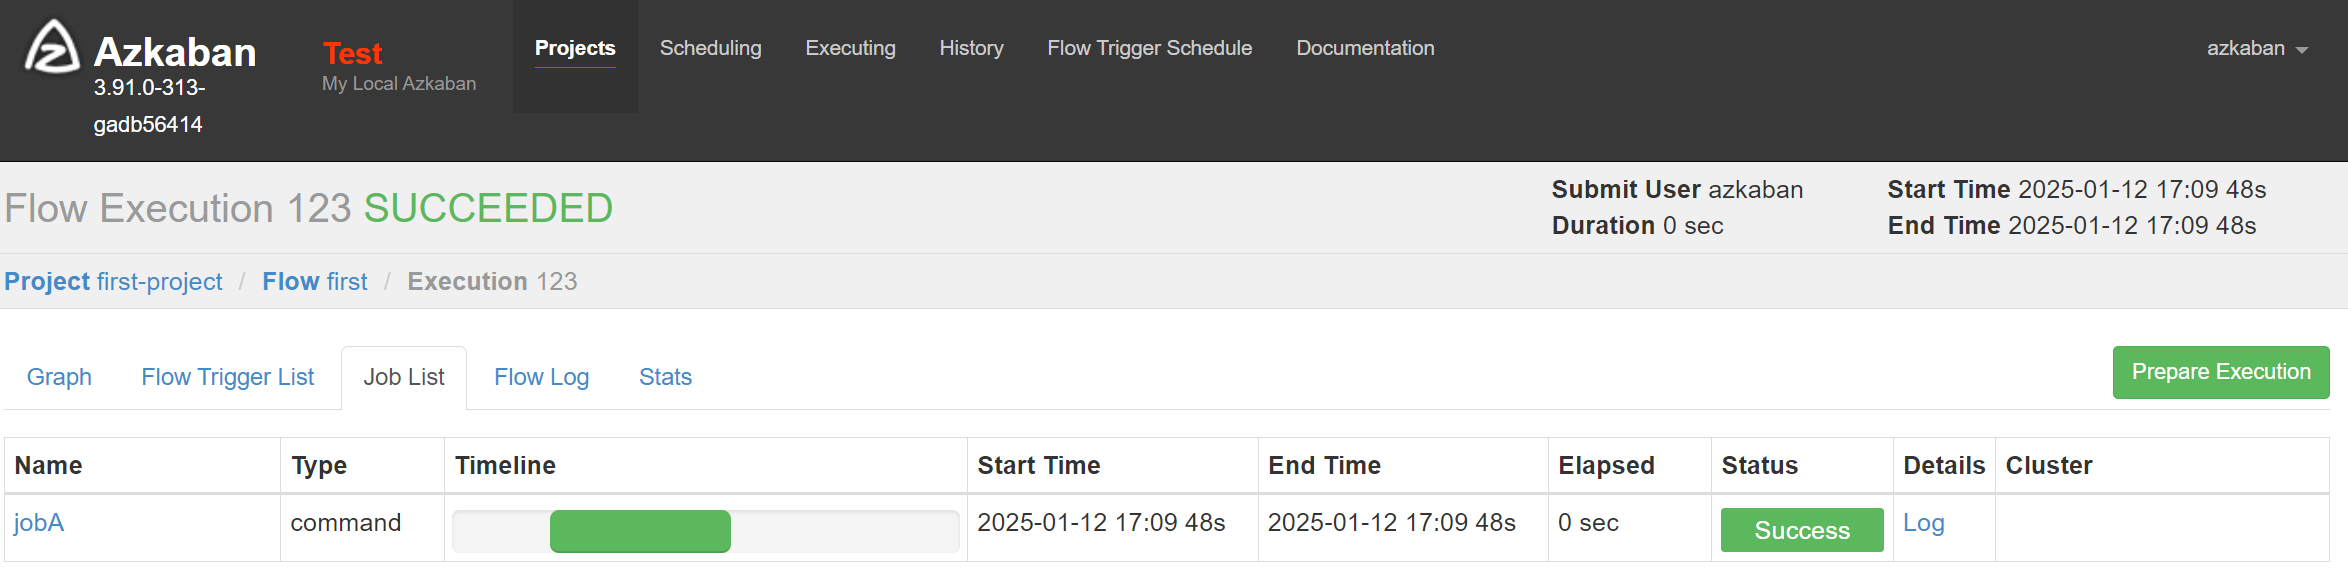 Azkaban
3.91.0-313-
gadb56414
Test
My Local Azkaban
Projects Scheduling Executing History Flow Trigger Schedule Documentation azkaban
Flow Execution 123 SUCCEEDED
Submit User azkaban Start Time 2025-01-12 17:09 48s
Duration 0 sec End Time 2025-01-12 17:09 48s
Project first-project / Flow first / Execution 123
Graph Flow Trigger List Job List Flow Log Stats Prepare Execution
Name Type Timeline Start Time End Time Elapsed Status Details Cluster
jobA command 2025-01-12 17:09 48s 2025-01-12 17:09 48s 0 sec Success Log